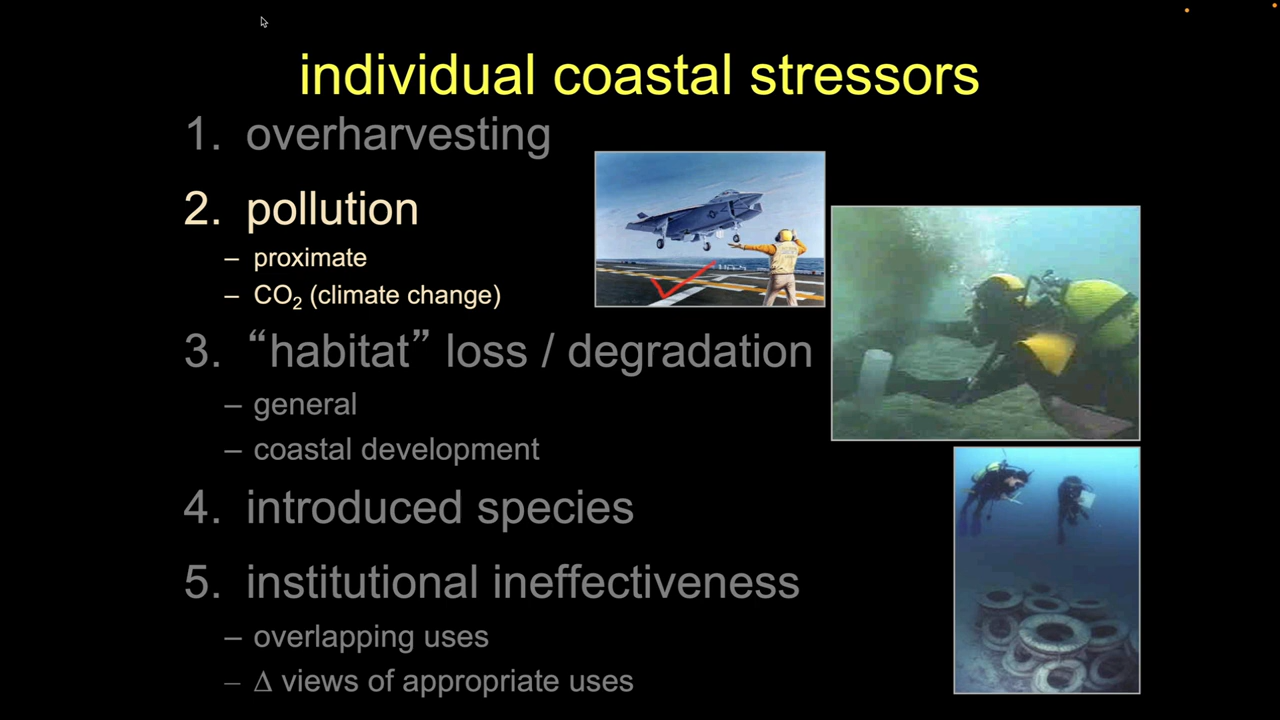 individual coastal stressors
1. overharvesting
2. pollution
– proximate
– CO₂ (climate change)
3. “habitat” loss / degradation
– general
– coastal development
4. introduced species
5. institutional ineffectiveness
– overlapping uses
– Δ views of appropriate uses